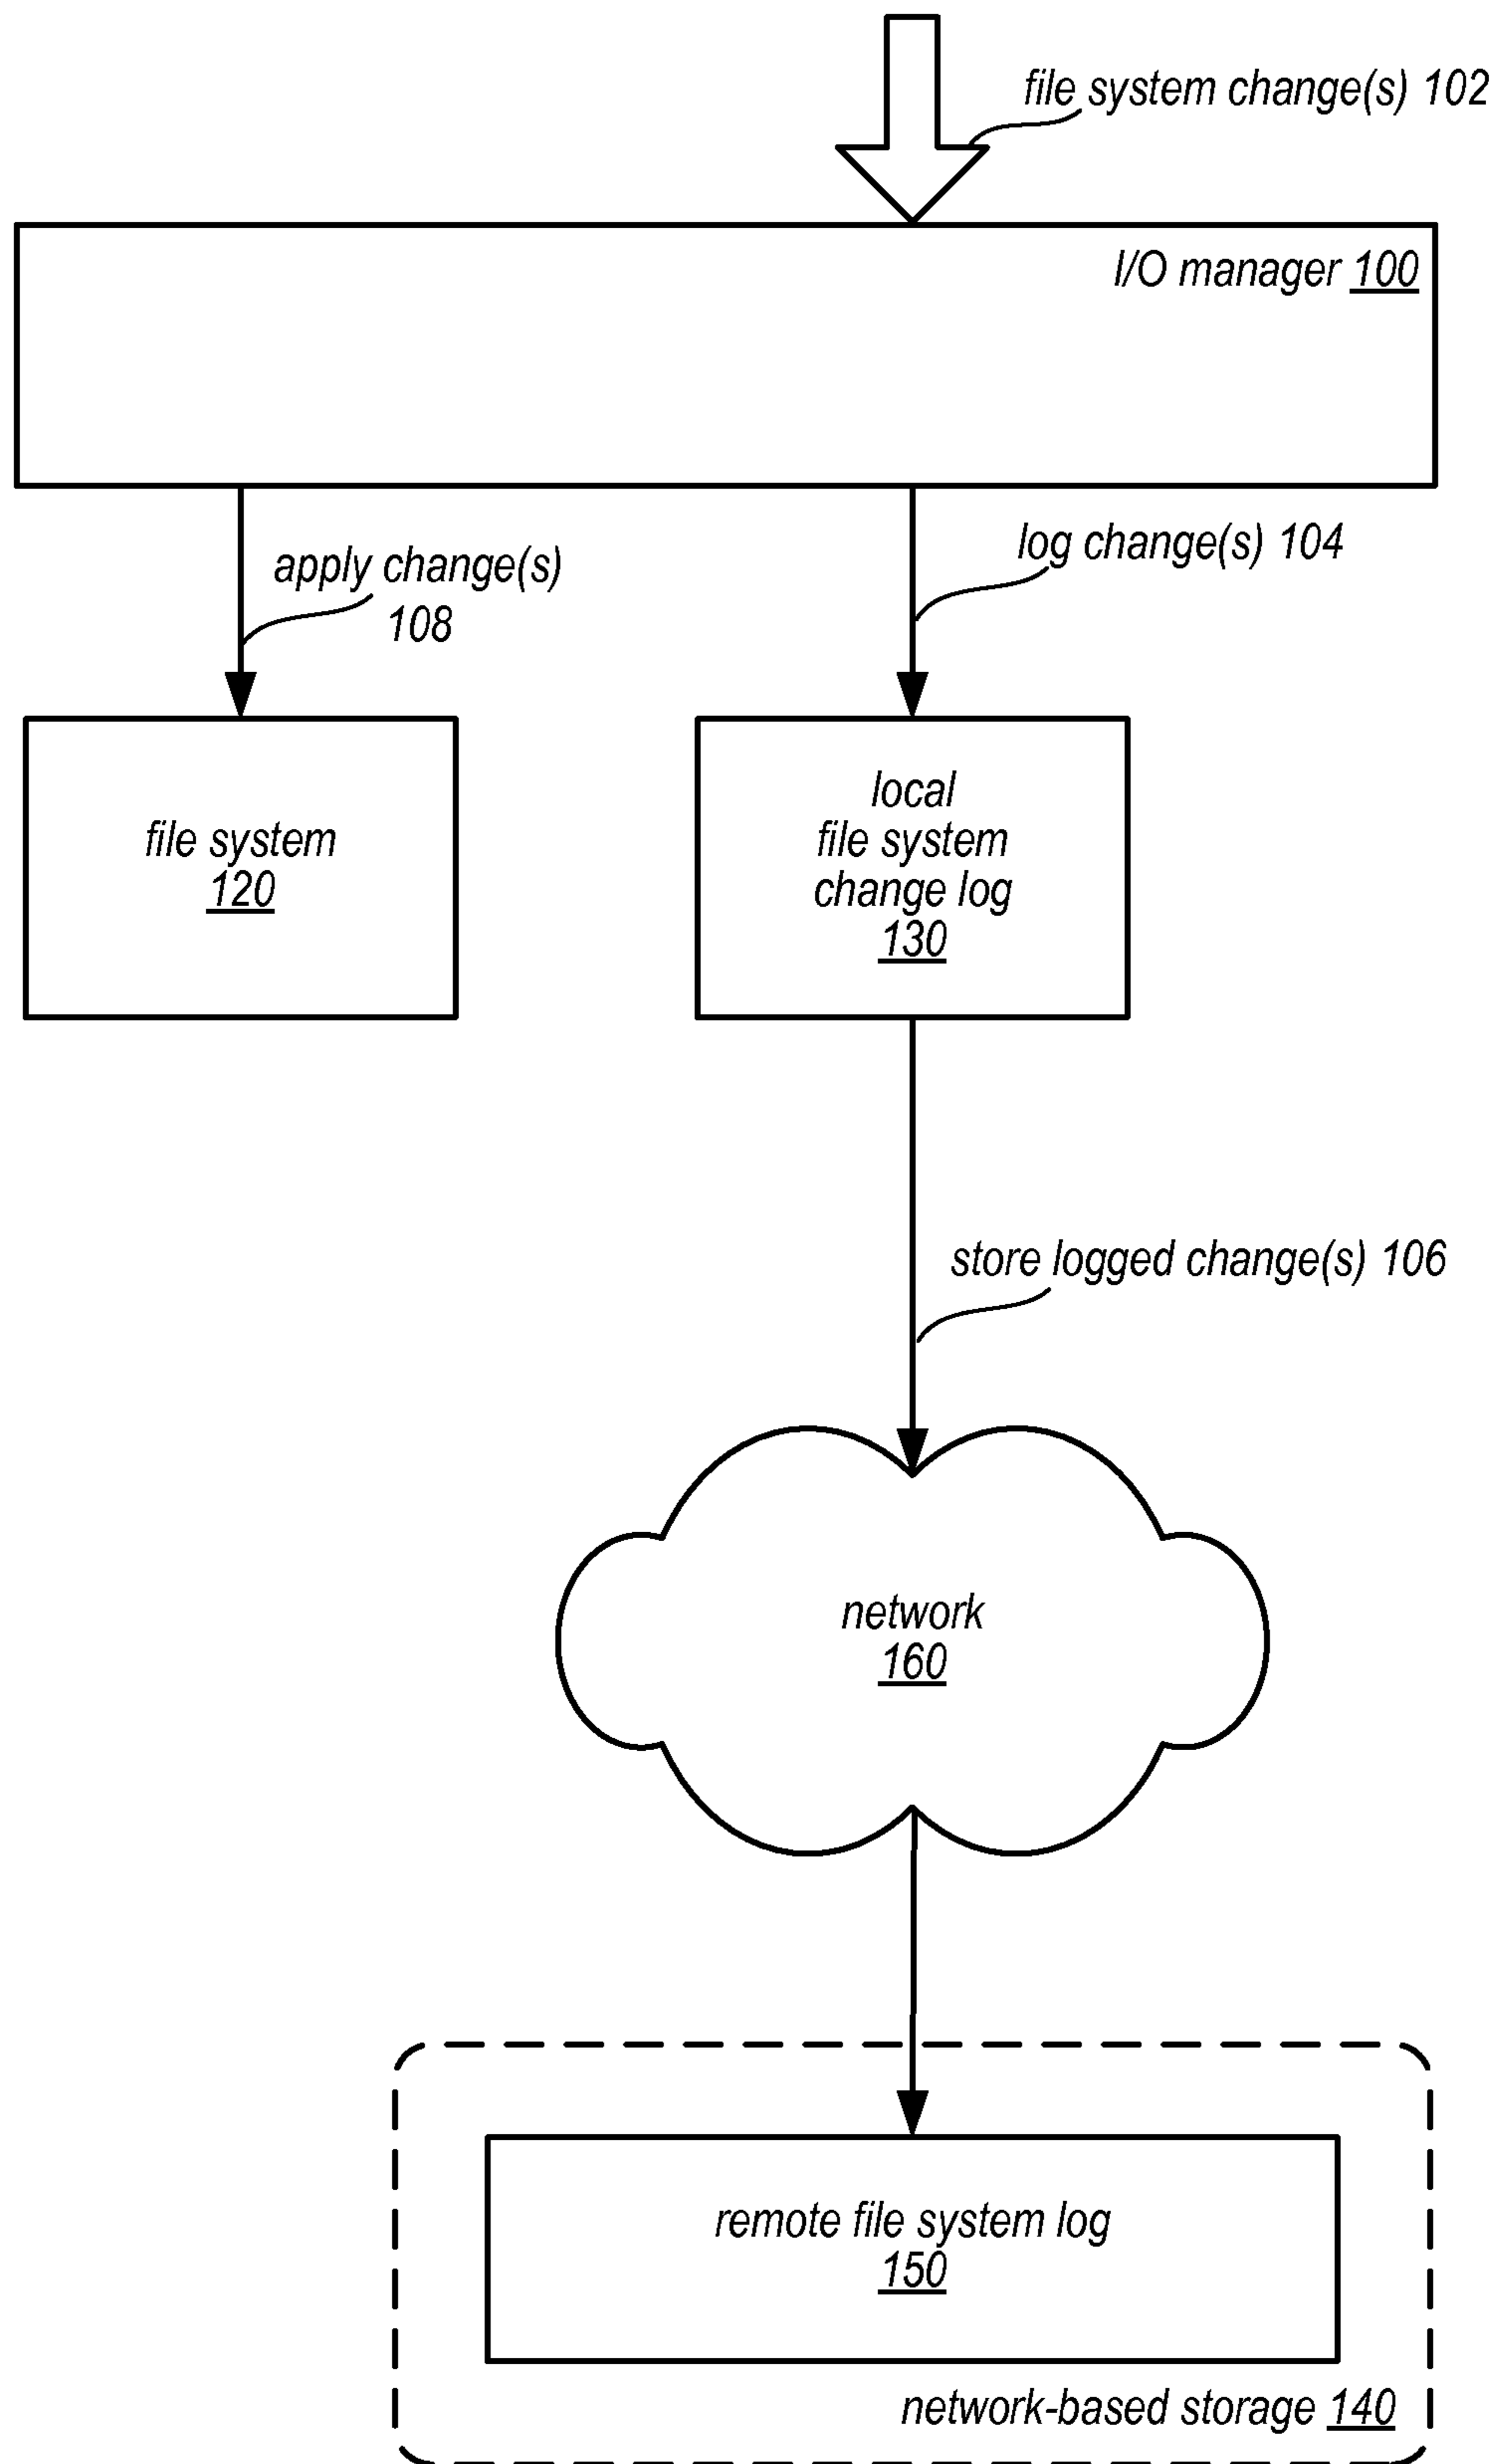 file system change(s) 102
I/O manager 100
log change(s) 104
apply change(s)
108
file system
120
local
file system
change log
130
store logged change(s) 106
network
160
remote file system log
150
network-based storage 140